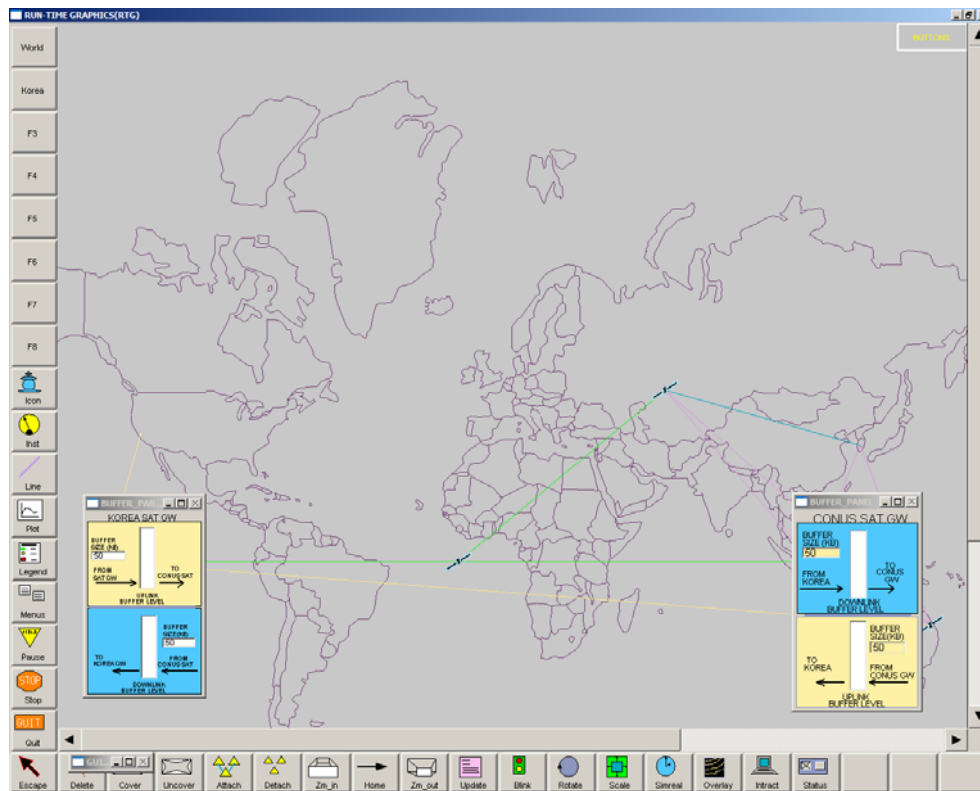 RUN-TIME GRAPHICS(RTG)
BUTTONS
World
Korea
F3
F4
F5
F6
F7
F8
Icon
Inst
Line
Plot
Legend
Menus
Pause
STOP
Stop
QUIT
Quit
BUFFER_PAN
KOREA SAT GW
BUFFER
SIZE (KB)
50
FROM
SAT GW
TO
CONUS SAT
UPLINK
BUFFER LEVEL
BUFFER
SIZE(KB)
50
TO
KOREA GW
FROM
CONUS SAT
DOWNLINK
BUFFER LEVEL
BUFFER_PANEL
CONUS SAT GW
BUFFER
SIZE (KB)
50
FROM
KOREA
TO
CONUS
GW
DOWNLINK
BUFFER LEVEL
BUFFER
SIZE(KB)
50
TO
KOREA
FROM
CONUS GW
UPLINK
BUFFER LEVEL
GUI...
Escape
Delete
Cover
Uncover
Attach
Detach
Zm_in
Home
Zm_out
Update
Blink
Rotate
Scale
Simreal
Overlay
Intract
Status